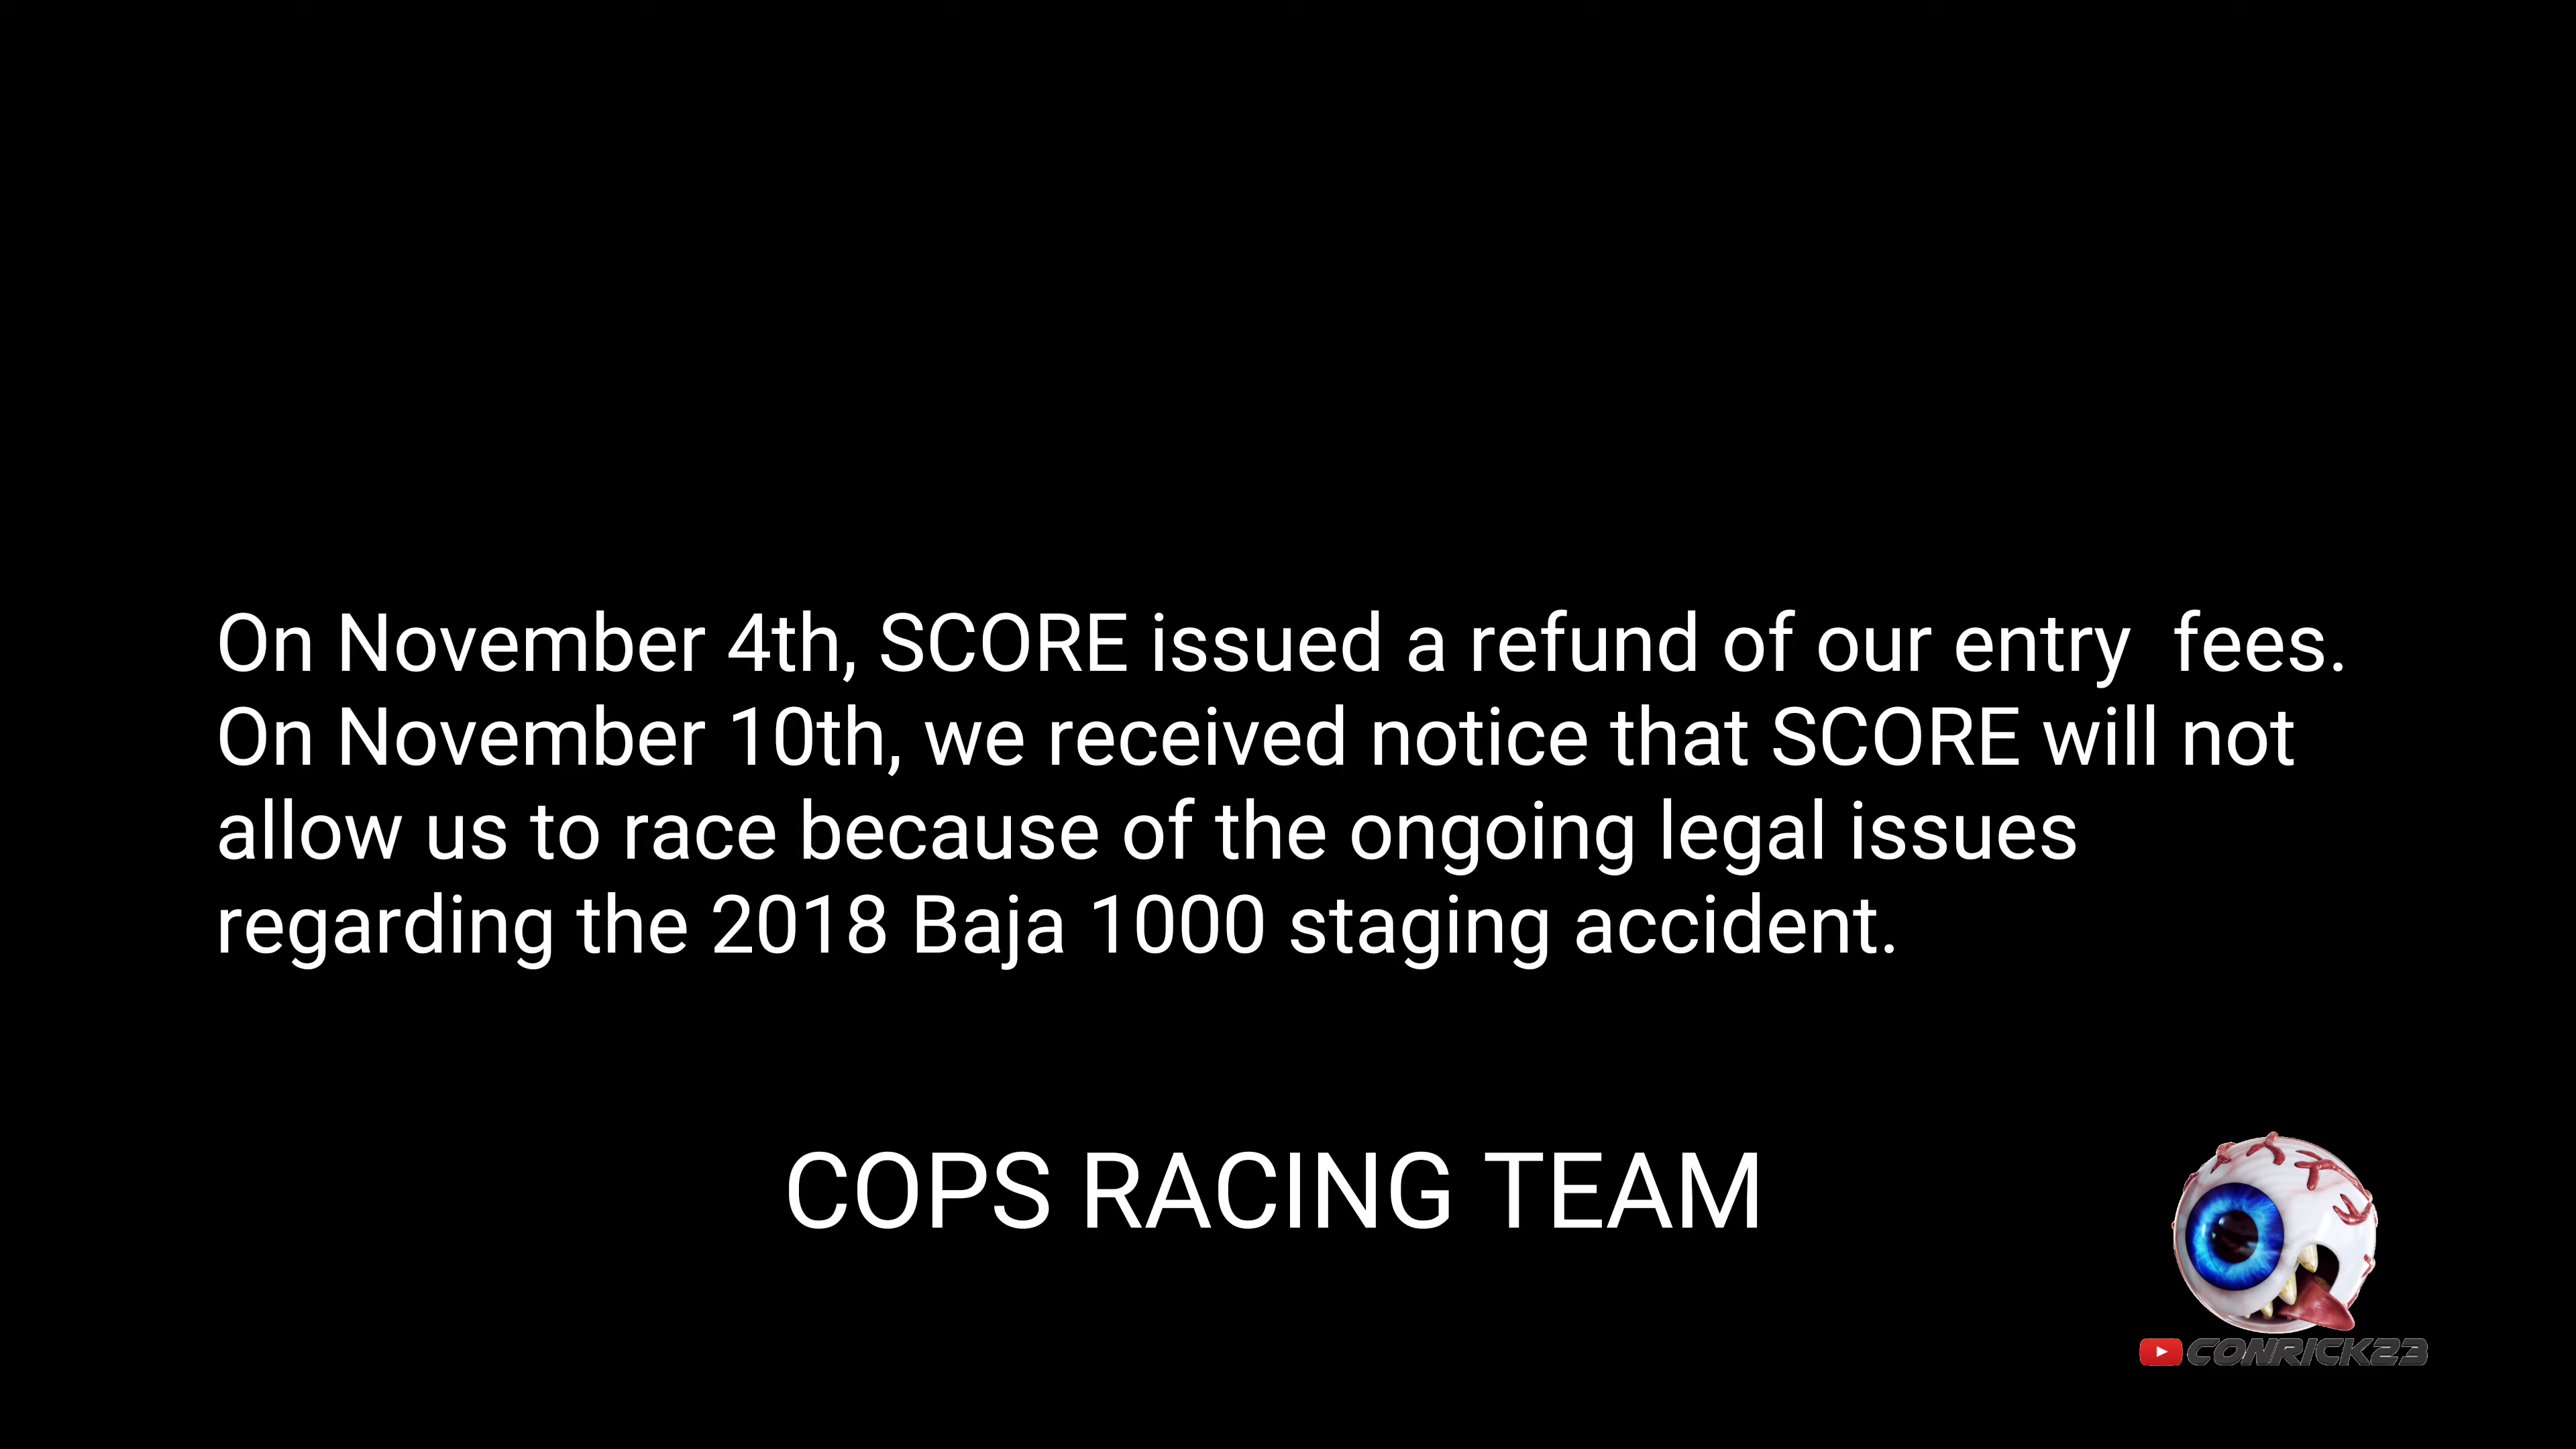 On November 4th, SCORE issued a refund of our entry  fees.
On November 10th, we received notice that SCORE will not
allow us to race because of the ongoing legal issues
regarding the 2018 Baja 1000 staging accident.
COPS RACING TEAM
CONRICK23